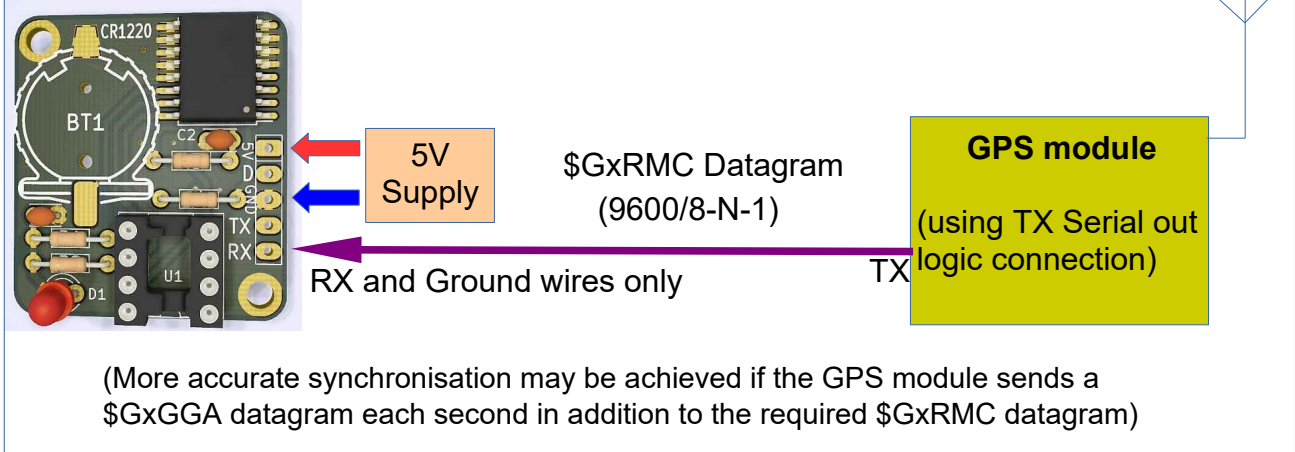 CR1220
BT1
C2
5V
D
GND
TX
RX
U1
D1
5V
Supply
$GxRMC Datagram
(9600/8-N-1)
RX and Ground wires only
TX
GPS module
(using TX Serial out
logic connection)
(More accurate synchronisation may be achieved if the GPS module sends a
$GxGGA datagram each second in addition to the required $GxRMC datagram)